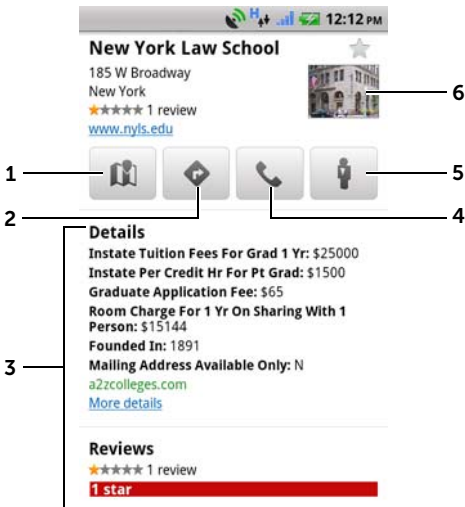 H 12:12 PM
New York Law School
185 W Broadway
New York
1 review
www.nyls.edu
6
1
2
4
5
Details
Instate Tuition Fees For Grad 1 Yr: $25000
Instate Per Credit Hr For Pt Grad: $1500
Graduate Application Fee: $65
Room Charge For 1 Yr On Sharing With 1
Person: $15144
Founded In: 1891
Mailing Address Available Only: N
a2zcolleges.com
More details
3
Reviews
1 review
1 star